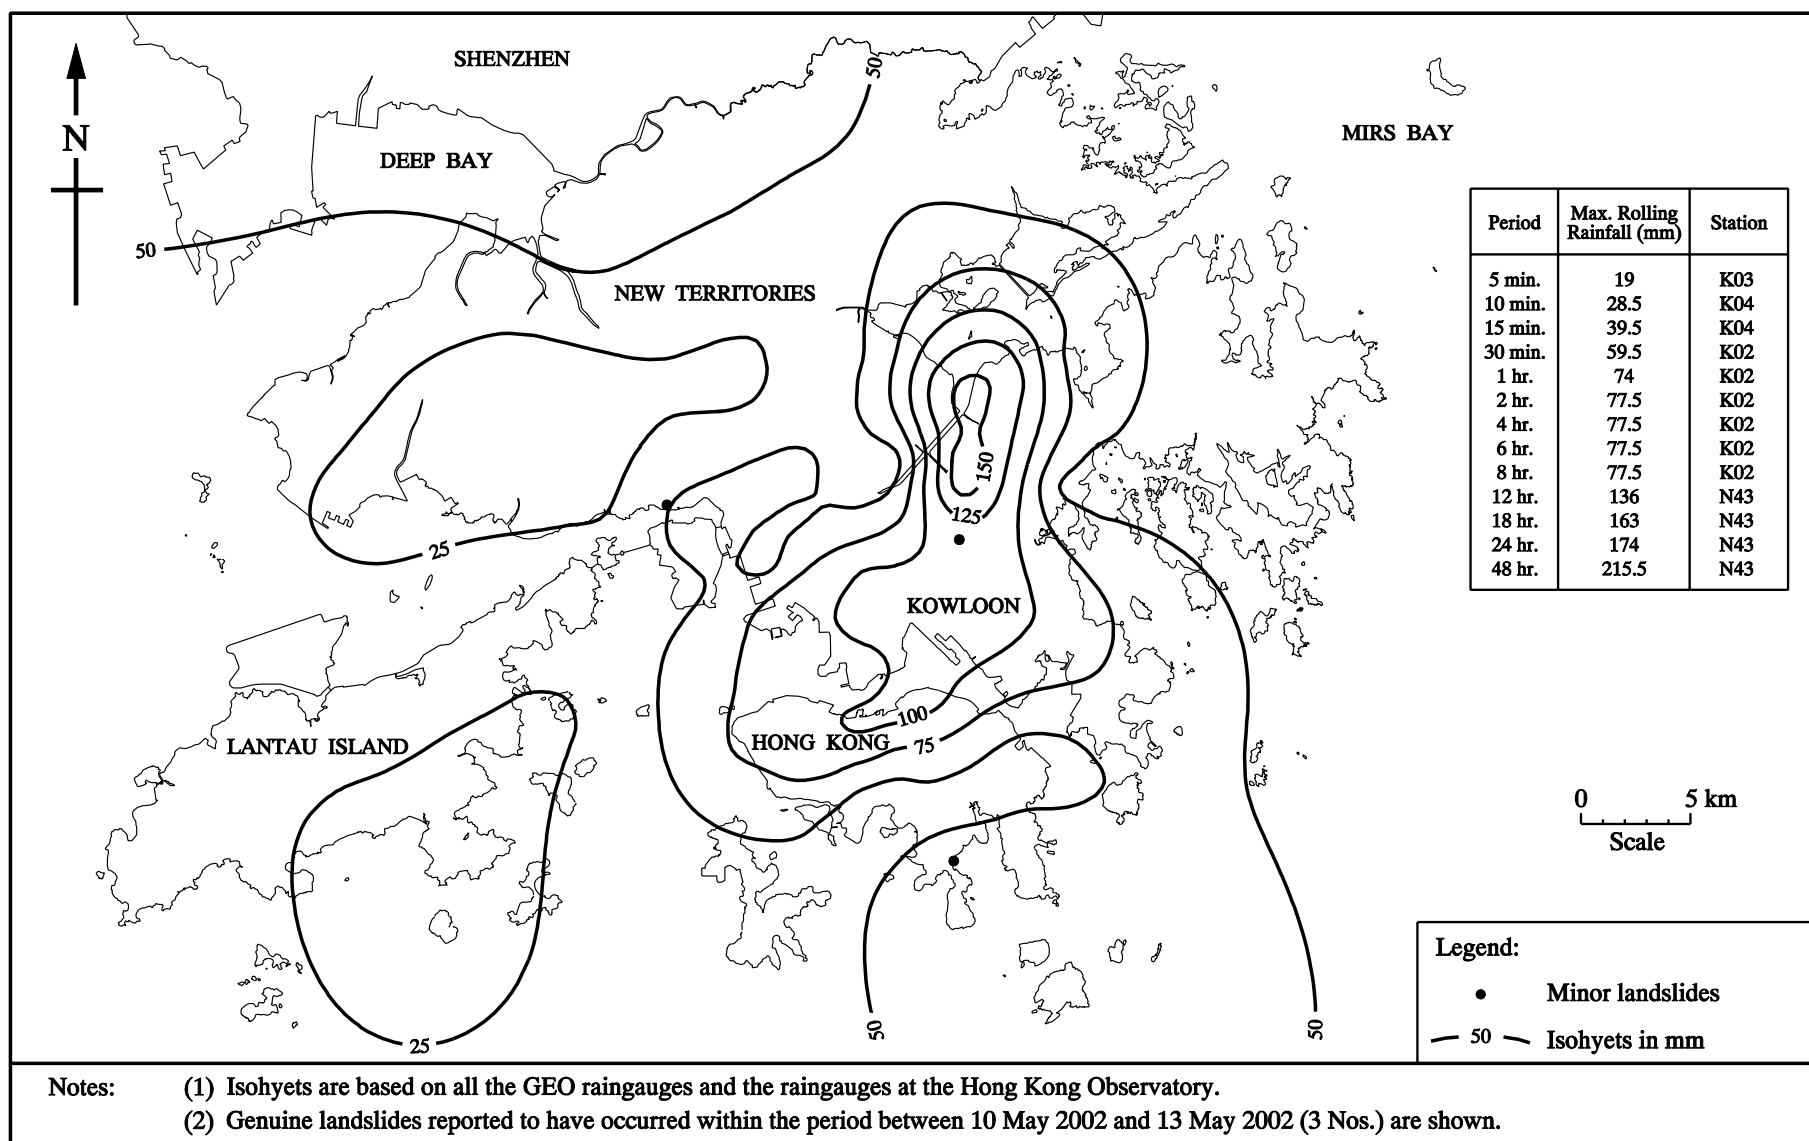 SHENZHEN
50
N
DEEP BAY
MIRS BAY
50
NEW TERRITORIES
Period Max. Rolling Rainfall (mm) Station
5 min. 19 K03
10 min. 28.5 K04
15 min. 39.5 K04
30 min. 59.5 K02
1 hr. 74 K02
2 hr. 77.5 K02
4 hr. 77.5 K02
6 hr. 77.5 K02
8 hr. 77.5 K02
12 hr. 136 N43
18 hr. 163 N43
24 hr. 174 N43
48 hr. 215.5 N43
150
125
25
KOWLOON
100
75
HONG KONG
LANTAU ISLAND
0 5 km
Scale
25
50
50
Legend:
Minor landslides
50 Isohyets in mm
Notes: (1) Isohyets are based on all the GEO raingauges and the raingauges at the Hong Kong Observatory.
(2) Genuine landslides reported to have occurred within the period between 10 May 2002 and 13 May 2002 (3 Nos.) are shown.